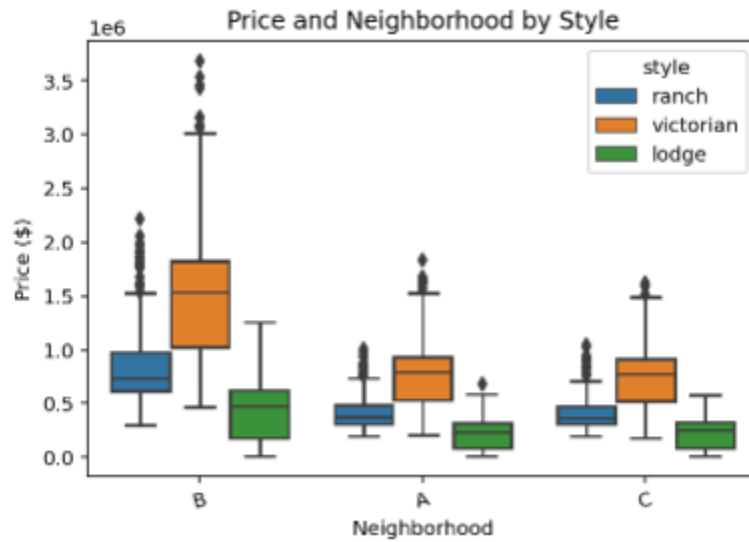 Price and Neighborhood by Style
1e6
3.5
3.0
2.5
2.0
1.5
1.0
0.5
0.0
Price ($)
style
ranch
victorian
lodge
B
A
C
Neighborhood